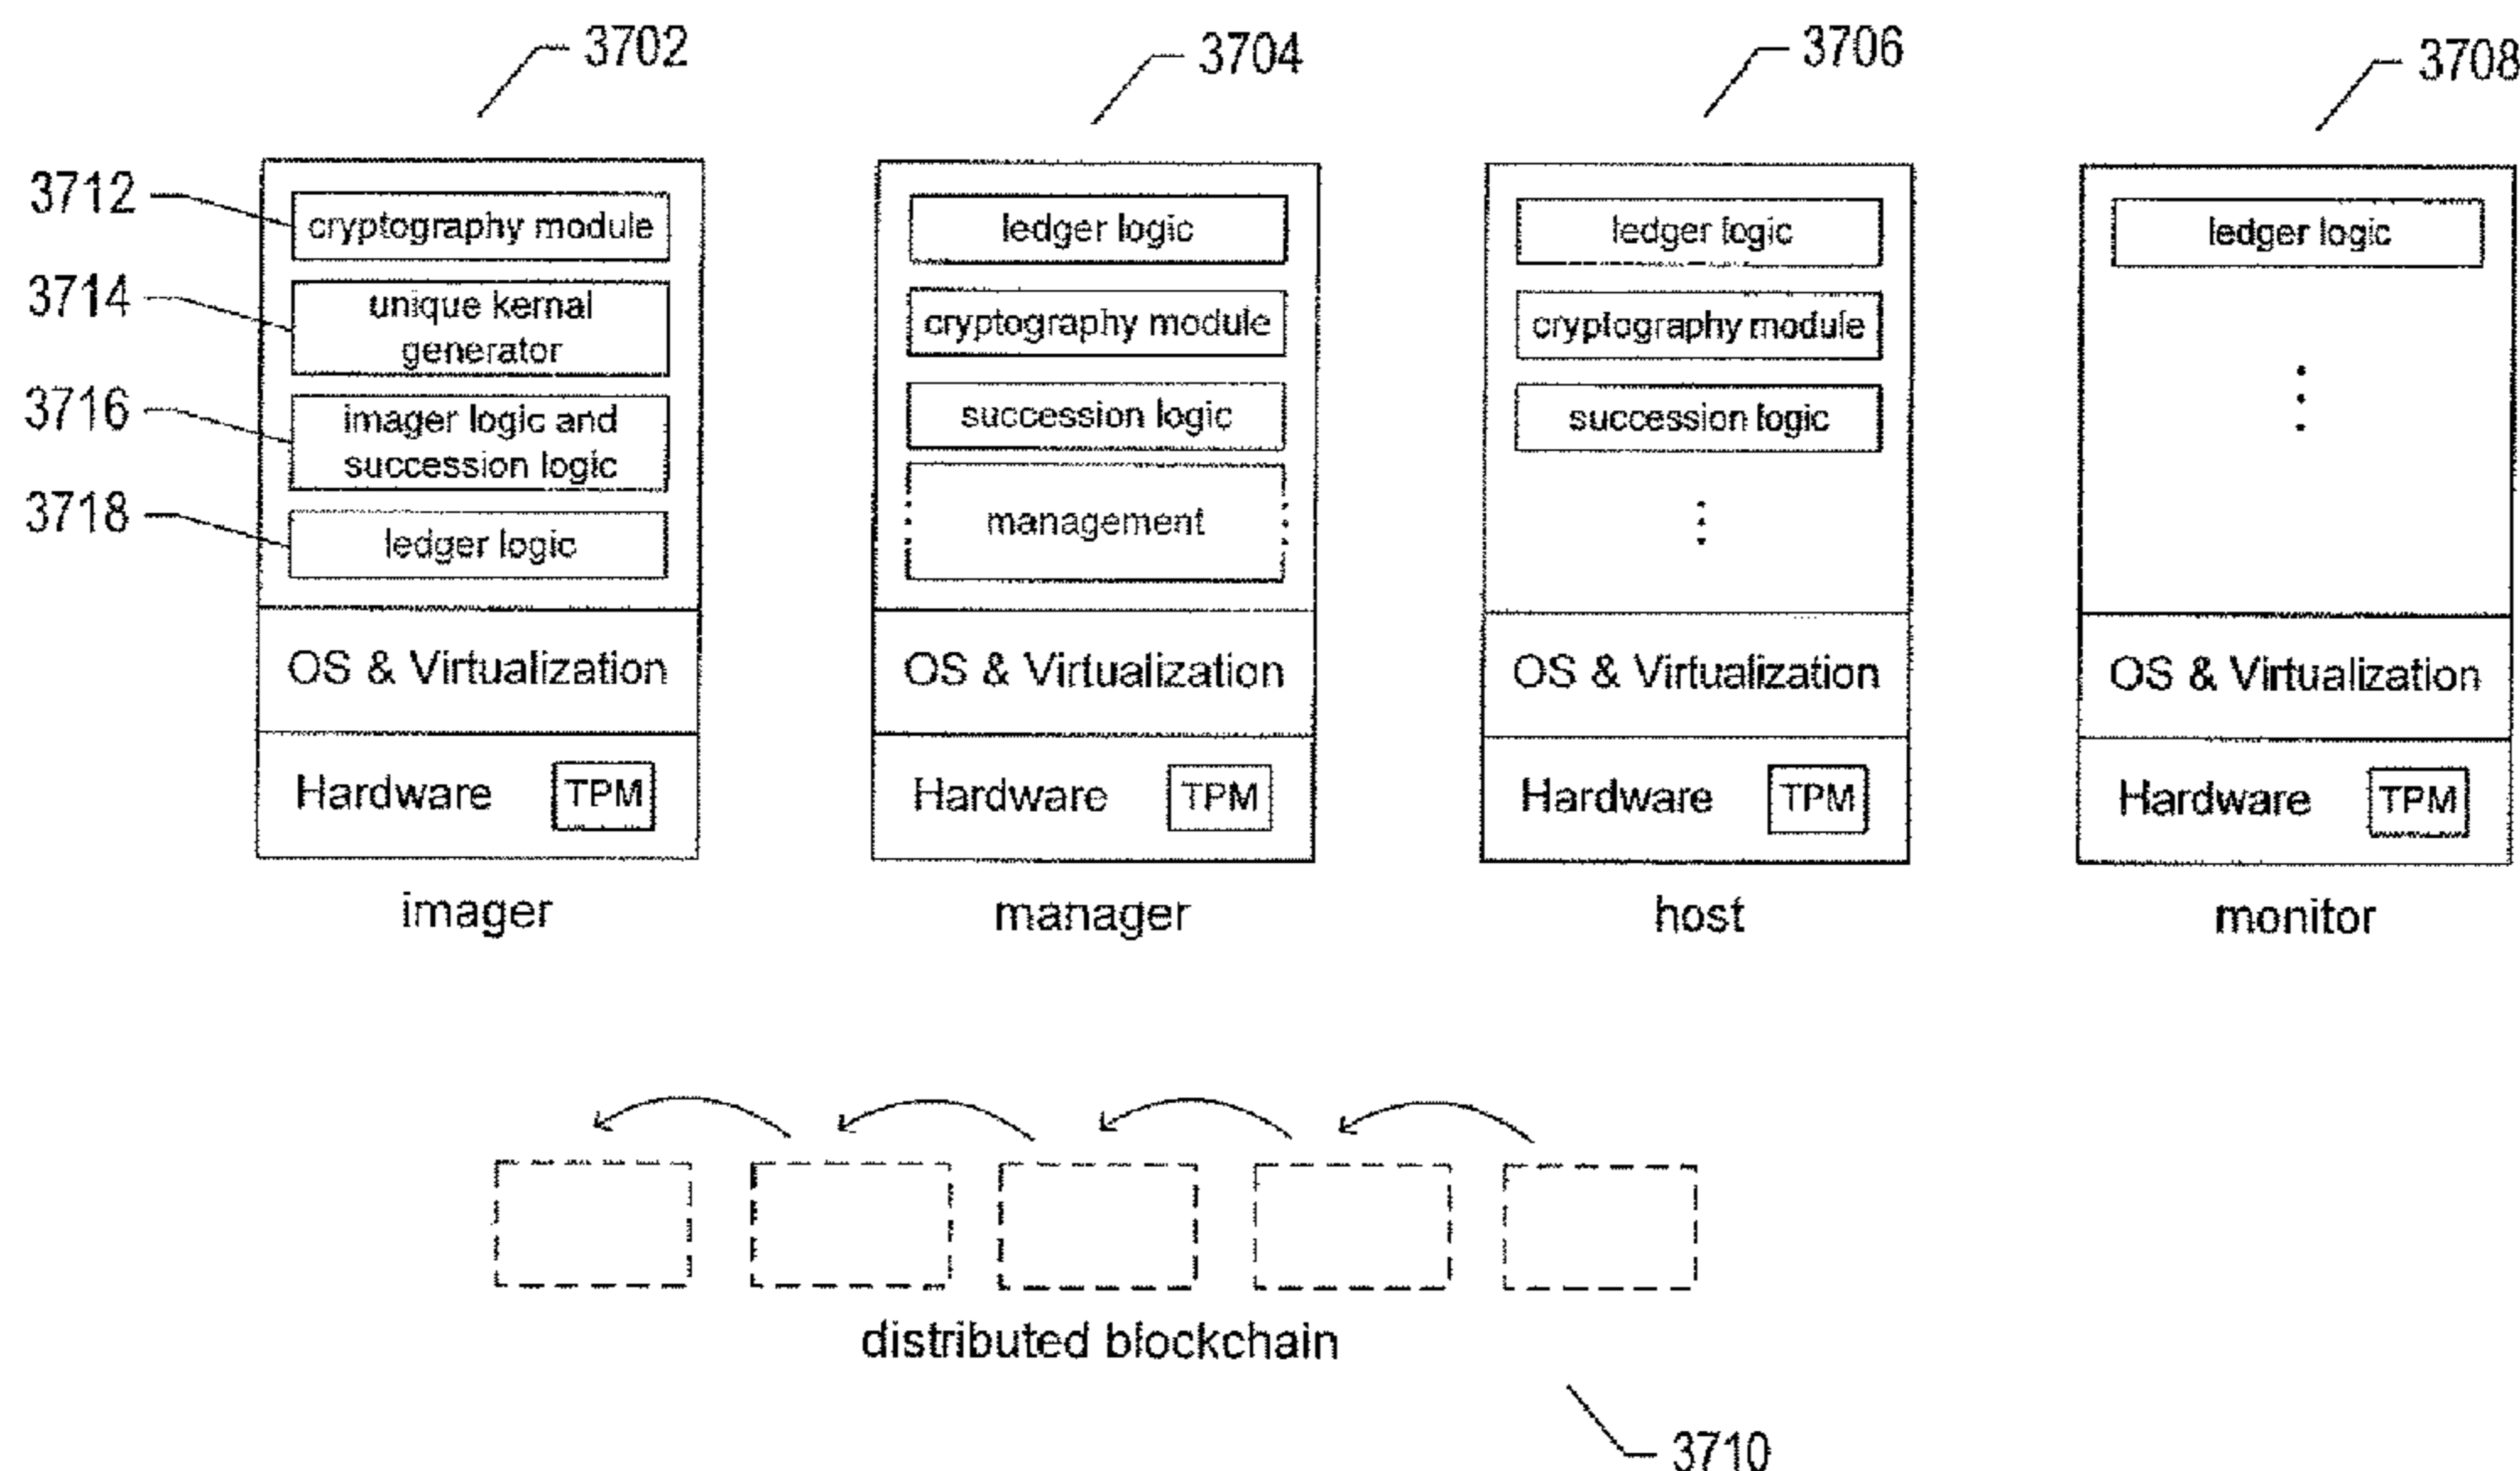 3702
3704
3706
3708
3712
cryptography module
3714
unique kernal
generator
3716
imager logic and
succession logic
3718
ledger logic
OS & Virtualization
Hardware
TPM
imager
ledger logic
cryptography module
succession logic
management
OS & Virtualization
Hardware
TPM
manager
ledger logic
cryptography module
succession logic
OS & Virtualization
Hardware
TPM
host
ledger logic
OS & Virtualization
Hardware
TPM
monitor
distributed blockchain
3710